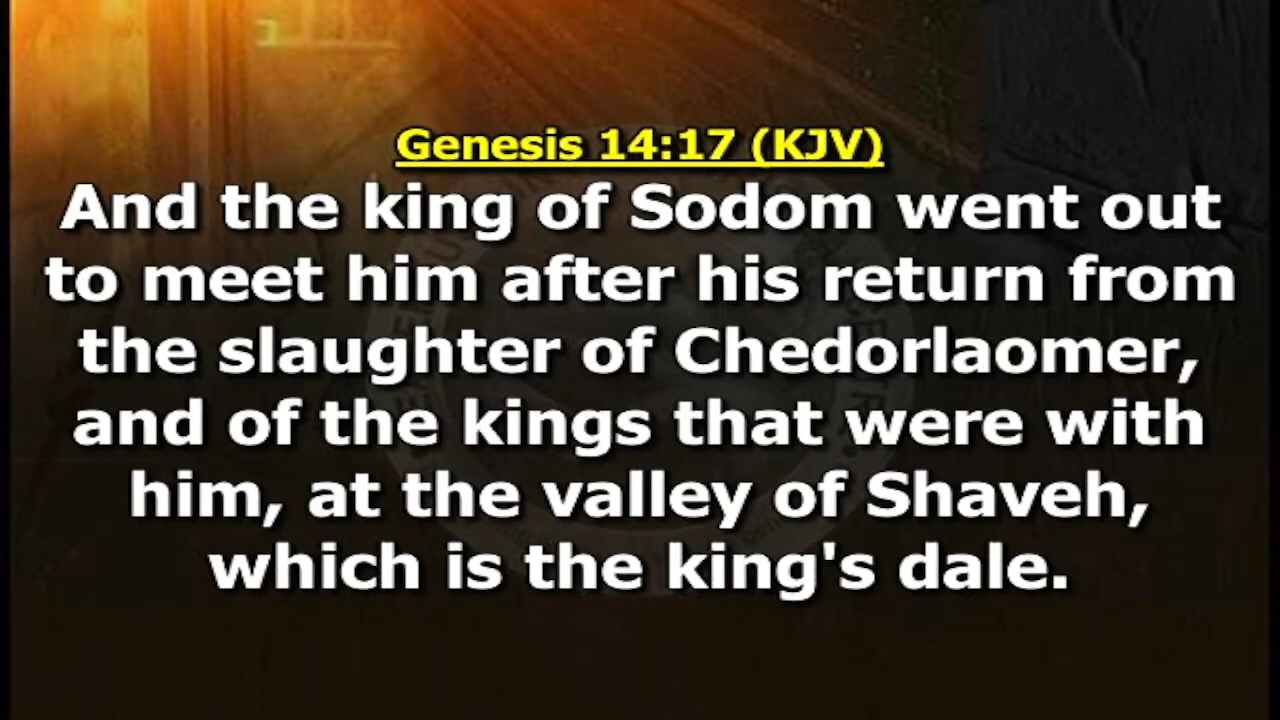 Genesis 14:17 (KJV)
And the king of Sodom went out
to meet him after his return from
the slaughter of Chedorlaomer,
and of the kings that were with
him, at the valley of Shaveh,
which is the king's dale.